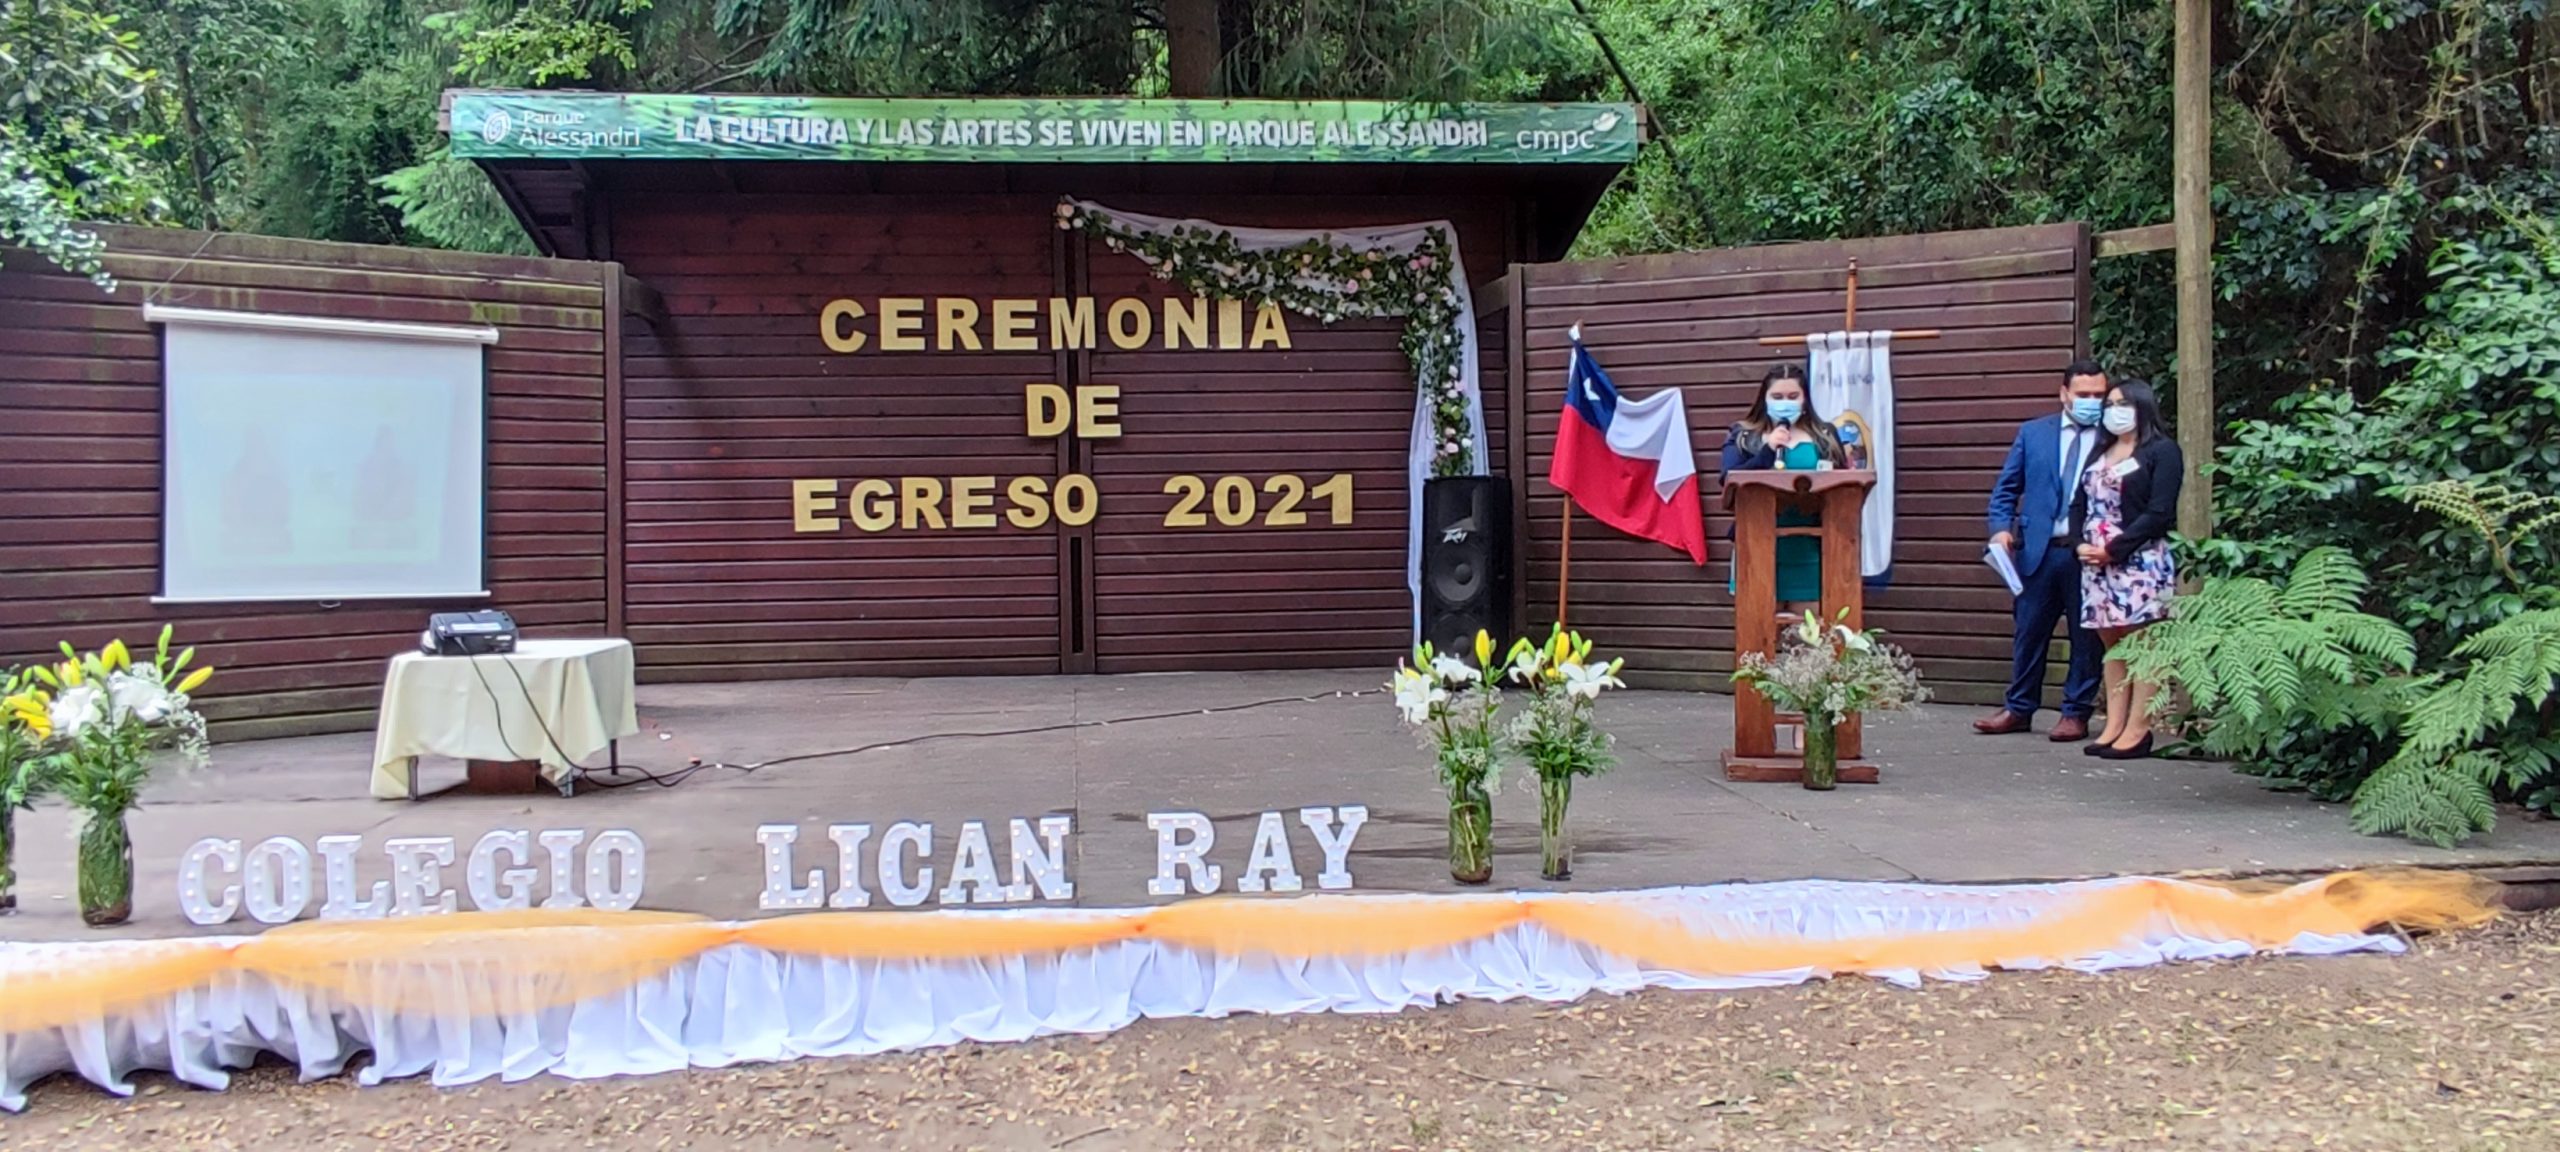 Parque
Alessandri
LA CULTURA Y LAS ARTES SE VIVEN EN PARQUE ALESSANDRI
cmpc
CEREMONIA
DE
EGRESO 2021
PEAVEY
COLEGIO LICAN RAY